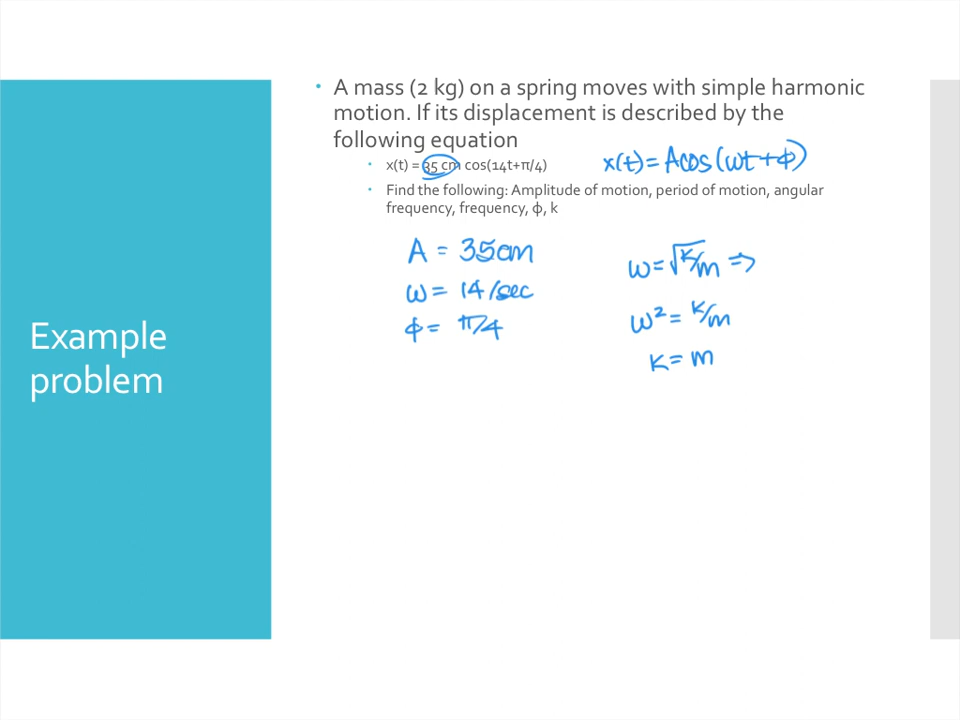 Example
problem
• A mass (2 kg) on a spring moves with simple harmonic
motion. If its displacement is described by the
following equation
• x(t) = 35 cm cos(14t+π/4)
x(t) = A cos(ωt+ϕ)
• Find the following: Amplitude of motion, period of motion, angular
frequency, frequency, ϕ, k
A = 35cm
ω = 14/sec
ϕ = π/4
ω = √k/m ⇒
ω² = k/m
k = m